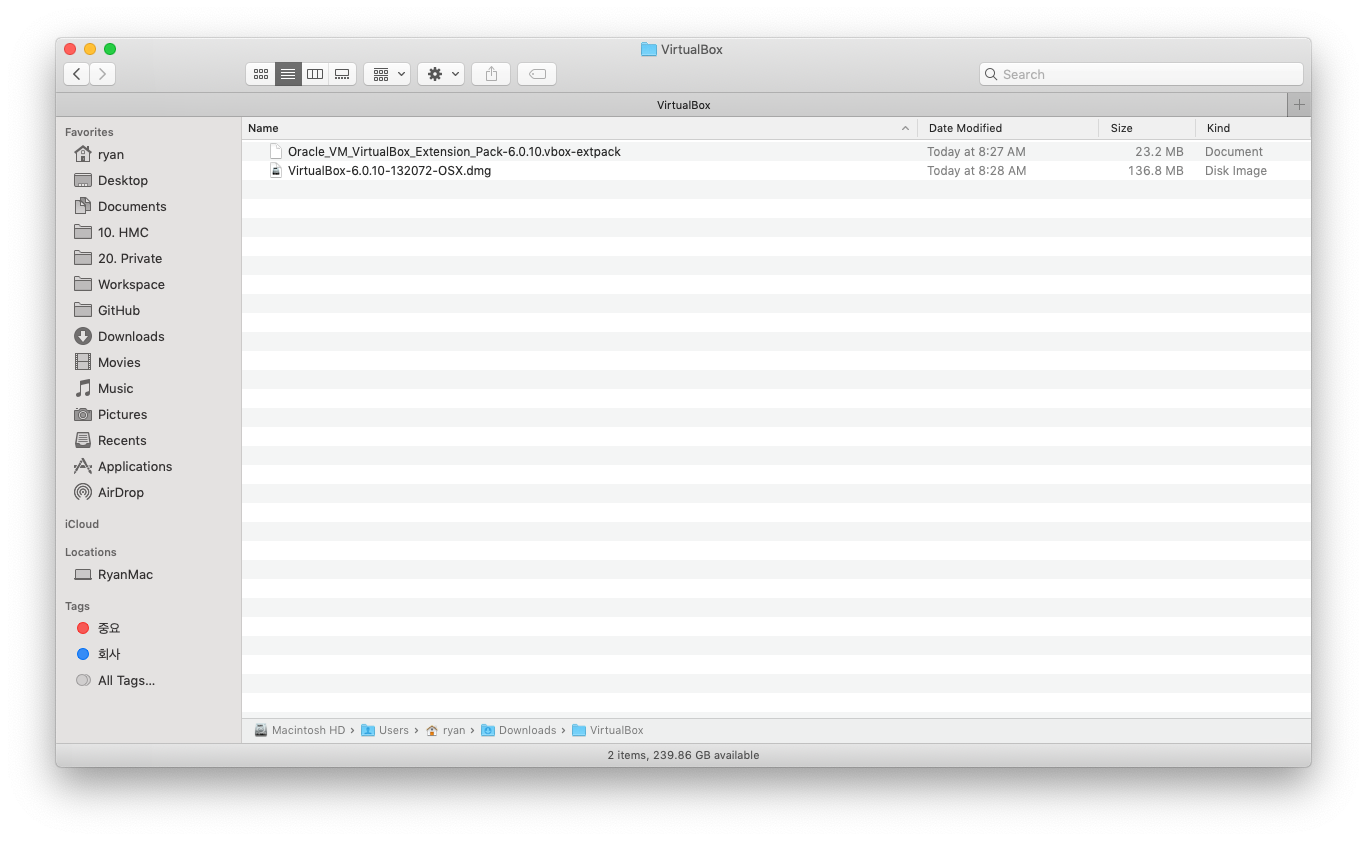 VirtualBox
Search
VirtualBox
Favorites
ryan
Desktop
Documents
10. HMC
20. Private
Workspace
GitHub
Downloads
Movies
Music
Pictures
Recents
Applications
AirDrop
iCloud
Locations
RyanMac
Tags
중요
회사
All Tags...
Name Date Modified Size Kind
Oracle_VM_VirtualBox_Extension_Pack-6.0.10.vbox-extpack Today at 8:27 AM 23.2 MB Document
VirtualBox-6.0.10-132072-OSX.dmg Today at 8:28 AM 136.8 MB Disk Image
Macintosh HD › Users › ryan › Downloads › VirtualBox
2 items, 239.86 GB available